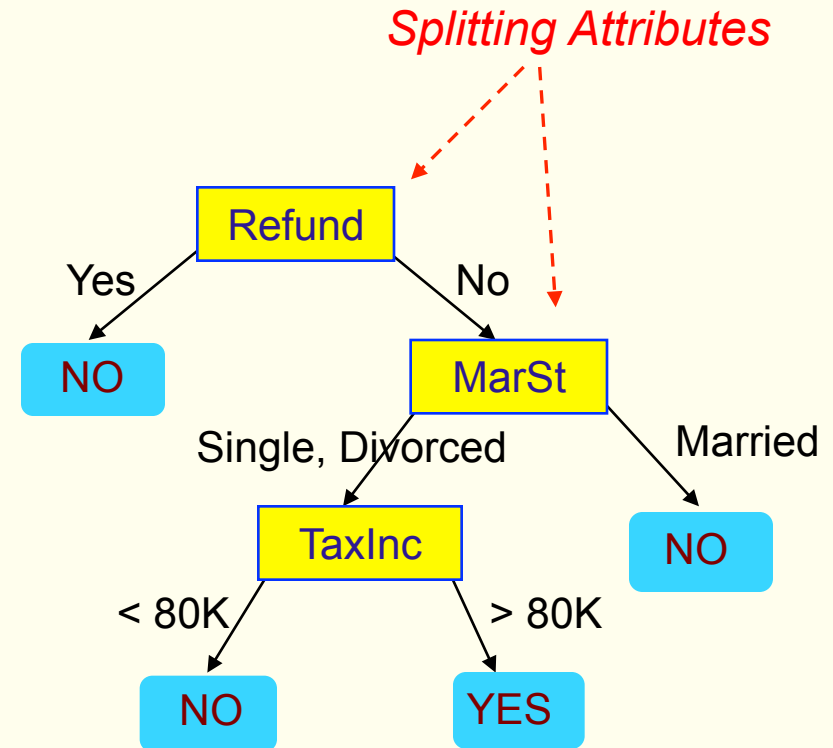 Splitting Attributes
Refund
Yes
No
NO
MarSt
Single, Divorced
Married
TaxInc
NO
< 80K
> 80K
NO
YES